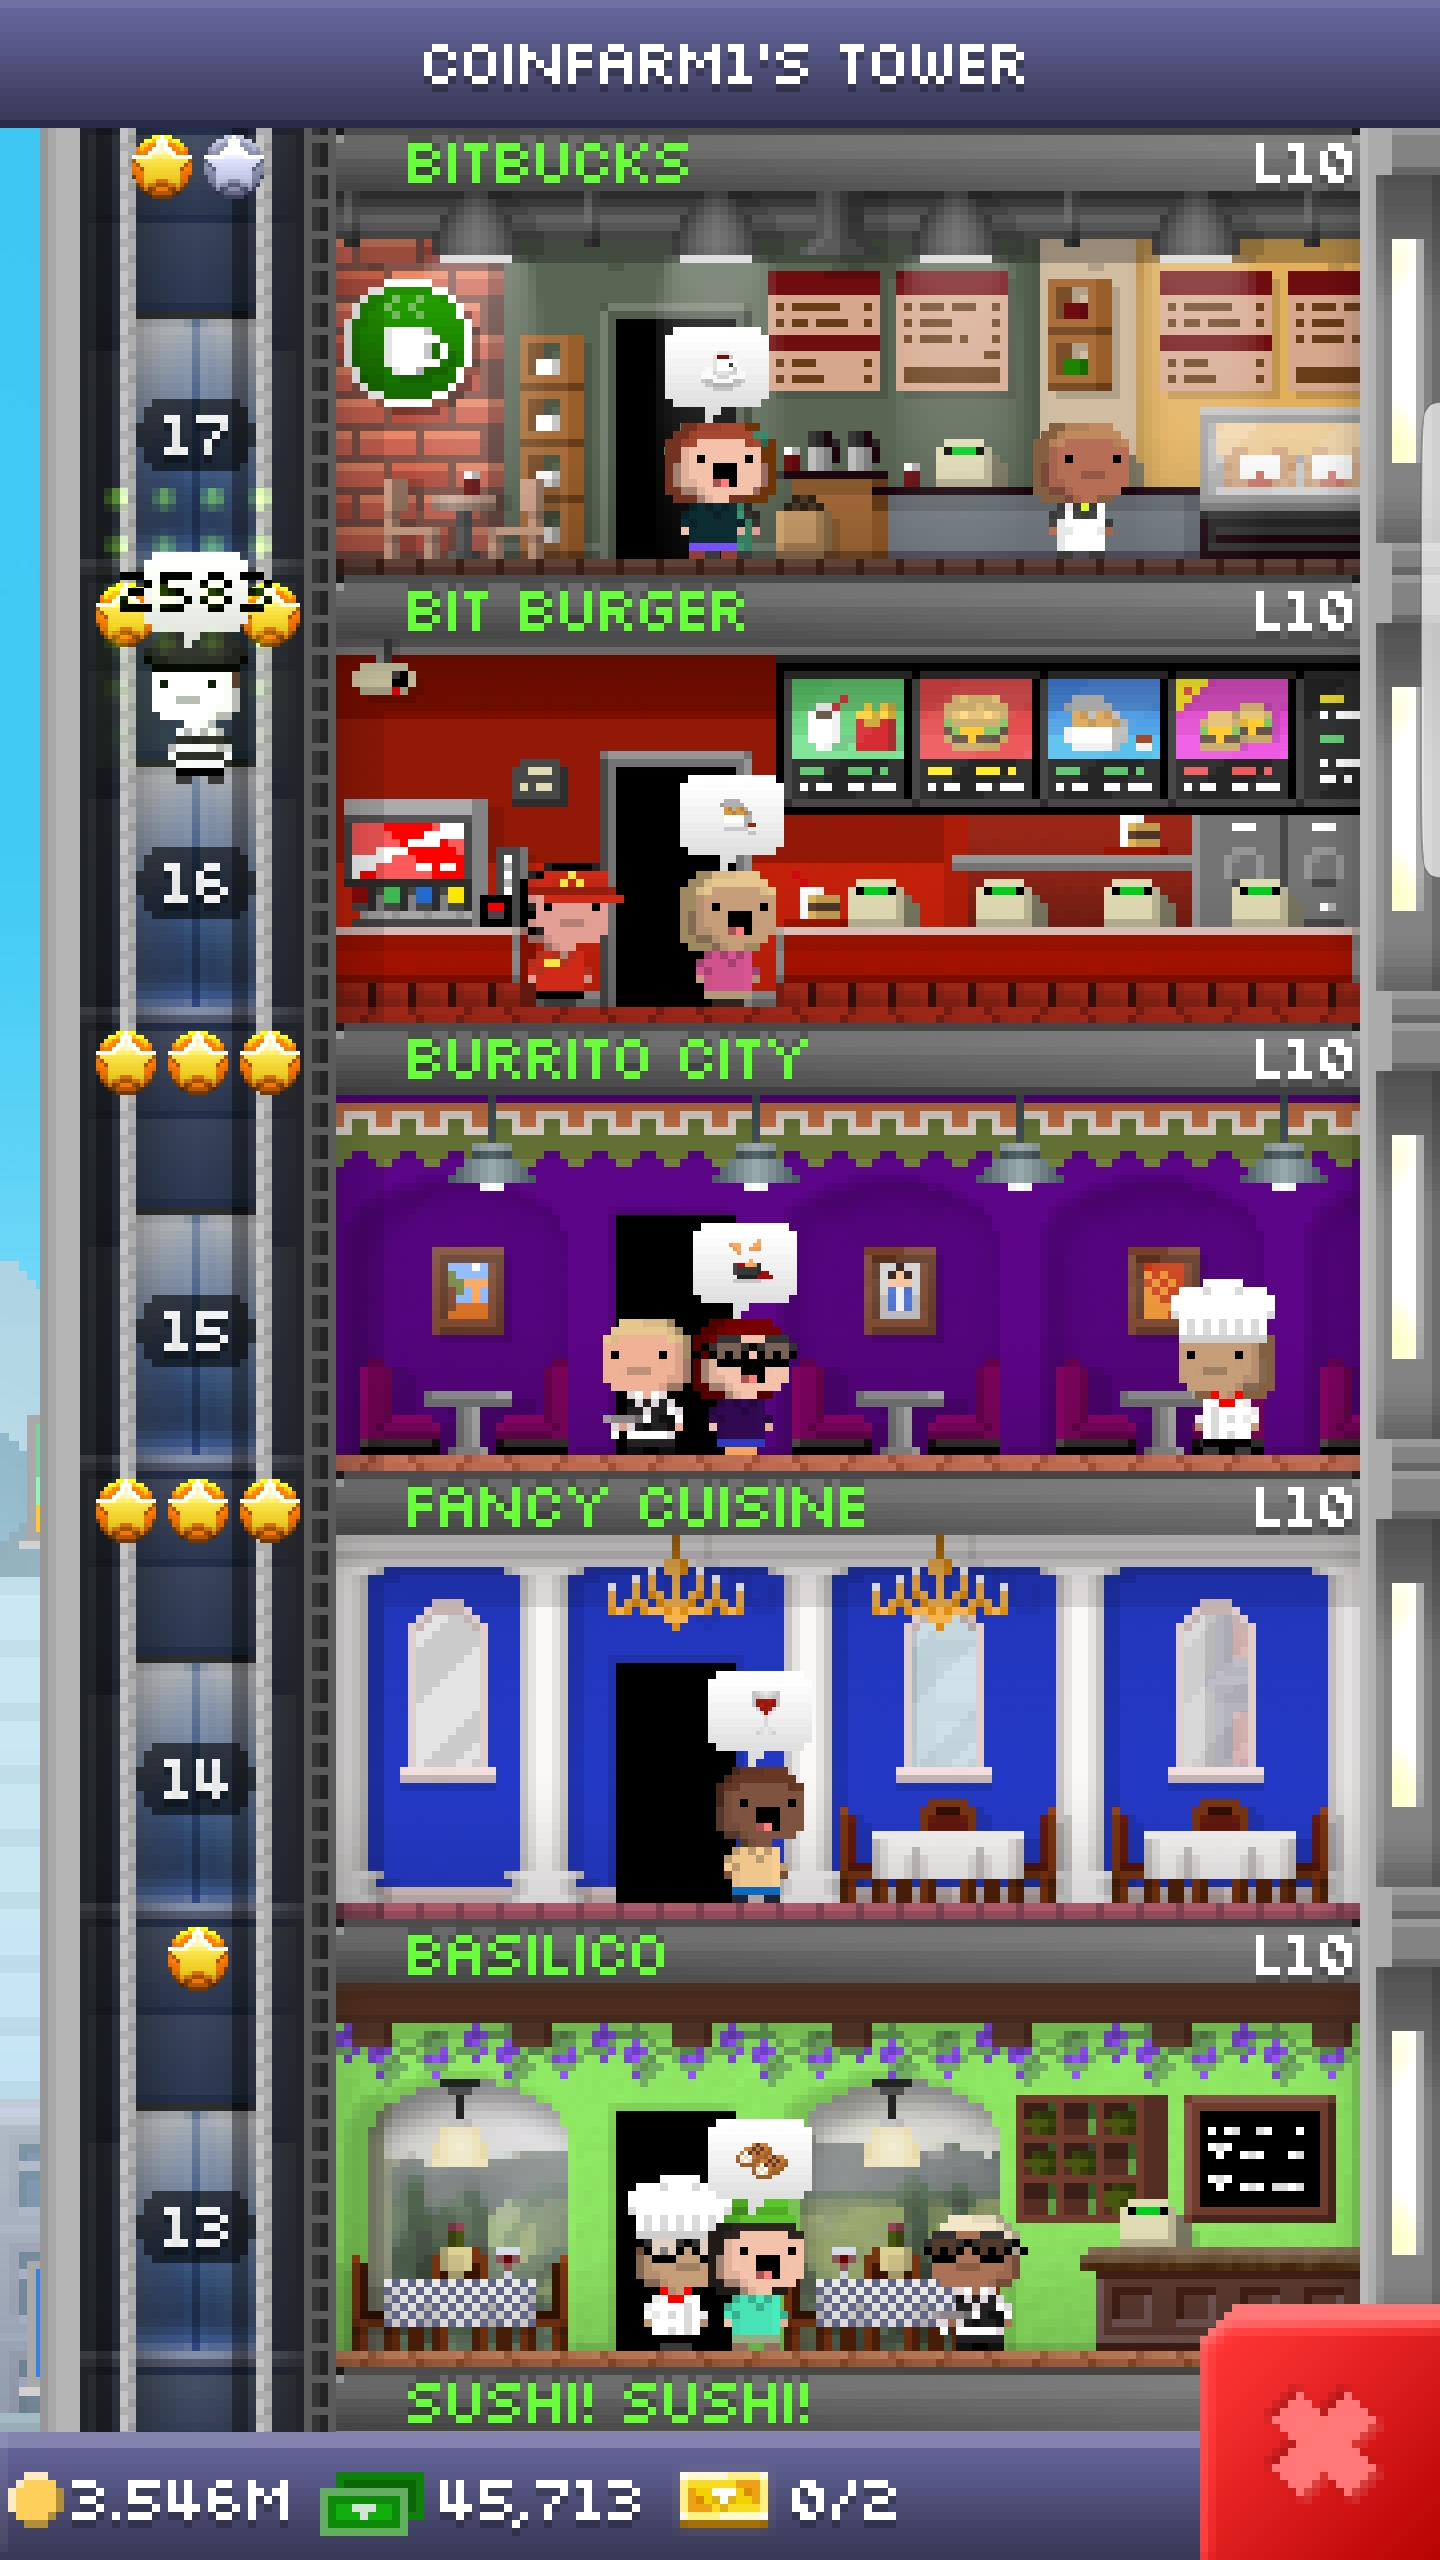 COINFARM1'S TOWER
BITBUCKS L10
17
BIT BURGER L10
16
BURRITO CITY L10
15
FANCY CUISINE L10
14
BASILICO L10
13
SUSHI! SUSHI!
3.546M 45,713 0/2